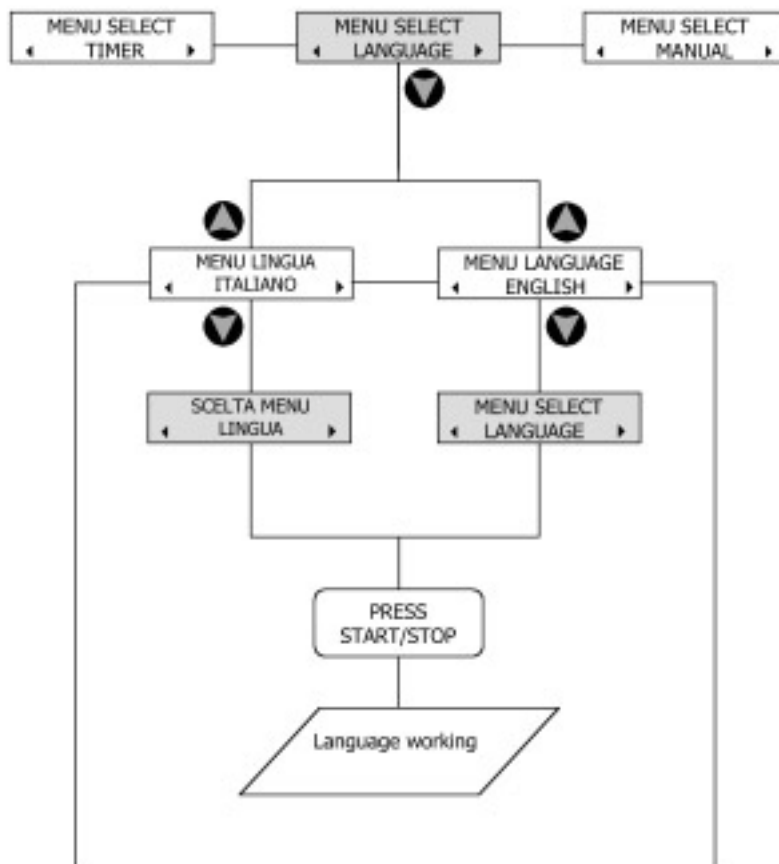 MENU SELECT
TIMER
MENU SELECT
LANGUAGE
MENU SELECT
MANUAL
MENU LINGUA
ITALIANO
MENU LANGUAGE
ENGLISH
SCELTA MENU
LINGUA
MENU SELECT
LANGUAGE
PRESS
START/STOP
Language working